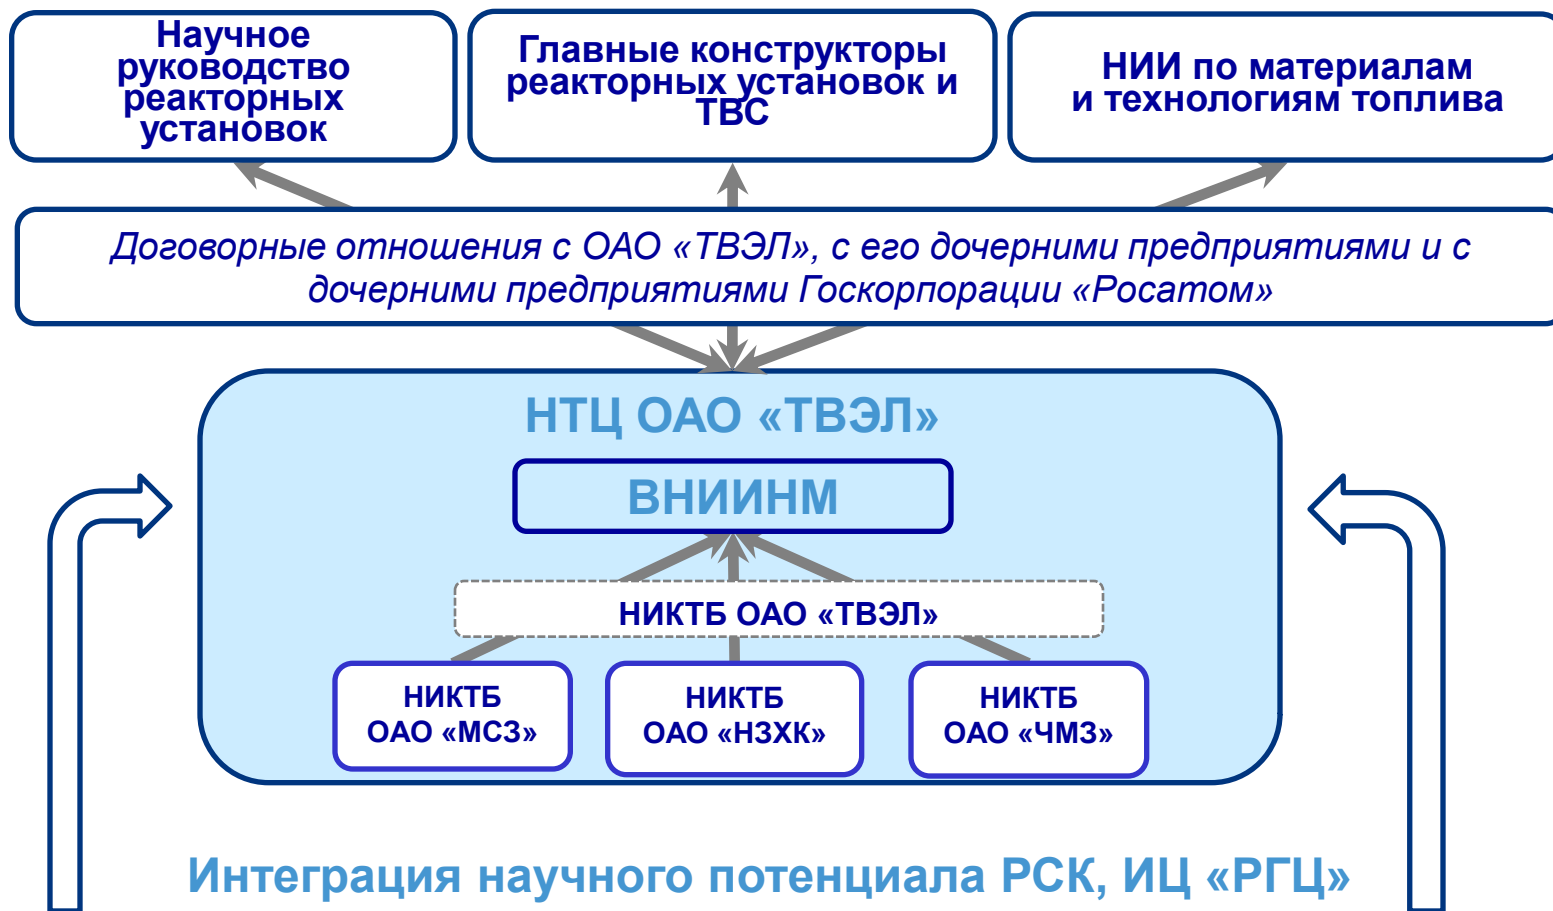 Научное
руководство
реакторных
установок
Главные конструкторы
реакторных установок и
ТВС
НИИ по материалам
и технологиям топлива
Договорные отношения с ОАО «ТВЭЛ», с его дочерними предприятиями и с
дочерними предприятиями Госкорпорации «Росатом»
НТЦ ОАО «ТВЭЛ»
ВНИИНМ
НИКТБ ОАО «ТВЭЛ»
НИКТБ
ОАО «МСЗ»
НИКТБ
ОАО «НЗХК»
НИКТБ
ОАО «ЧМЗ»
Интеграция научного потенциала РСК, ИЦ «РГЦ»